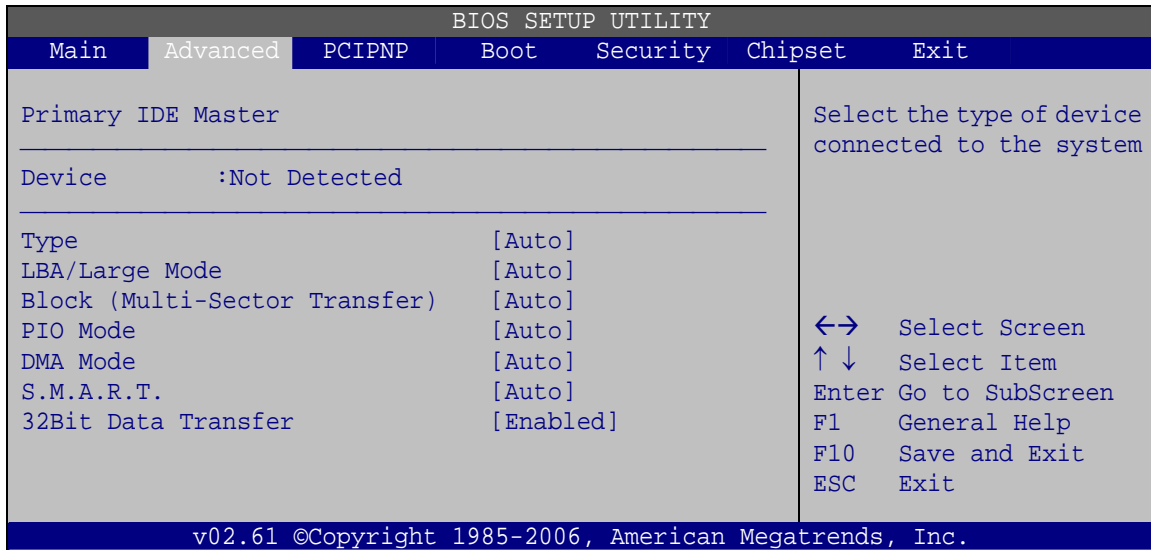 BIOS SETUP UTILITY
Main Advanced PCIPNP Boot Security Chipset Exit
Primary IDE Master
Device :Not Detected
Type [Auto]
LBA/Large Mode [Auto]
Block (Multi-Sector Transfer) [Auto]
PIO Mode [Auto]
DMA Mode [Auto]
S.M.A.R.T. [Auto]
32Bit Data Transfer [Enabled]
Select the type of device
connected to the system
←→ Select Screen
↑ ↓ Select Item
Enter Go to SubScreen
F1 General Help
F10 Save and Exit
ESC Exit
v02.61 ©Copyright 1985-2006, American Megatrends, Inc.